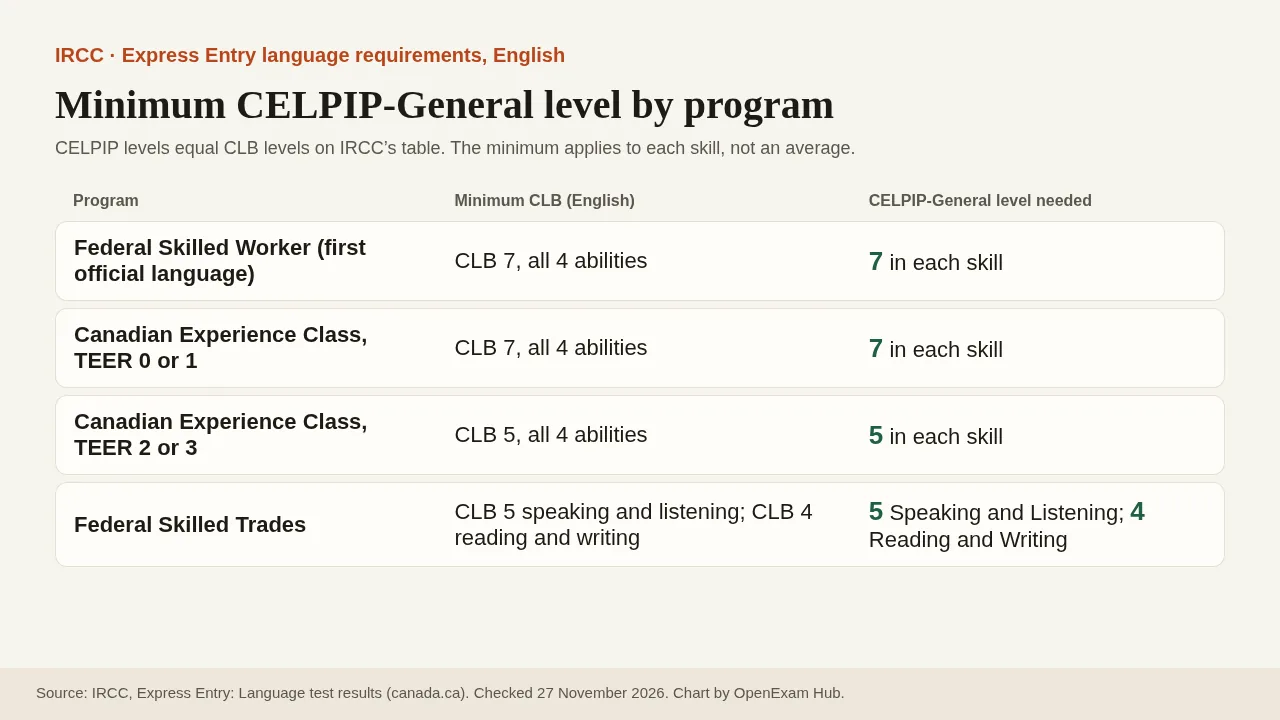 IRCC · Express Entry language requirements, English
Minimum CELPIP-General level by program
CELPIP levels equal CLB levels on IRCC’s table. The minimum applies to each skill, not an average.
Program
Minimum CLB (English)
CELPIP-General level needed
Federal Skilled Worker (first
official language)
CLB 7, all 4 abilities
7 in each skill
Canadian Experience Class,
TEER 0 or 1
CLB 7, all 4 abilities
7 in each skill
Canadian Experience Class,
TEER 2 or 3
CLB 5, all 4 abilities
5 in each skill
Federal Skilled Trades
CLB 5 speaking and listening; CLB 4
reading and writing
5 Speaking and Listening; 4
Reading and Writing
Source: IRCC, Express Entry: Language test results (canada.ca). Checked 27 November 2026. Chart by OpenExam Hub.